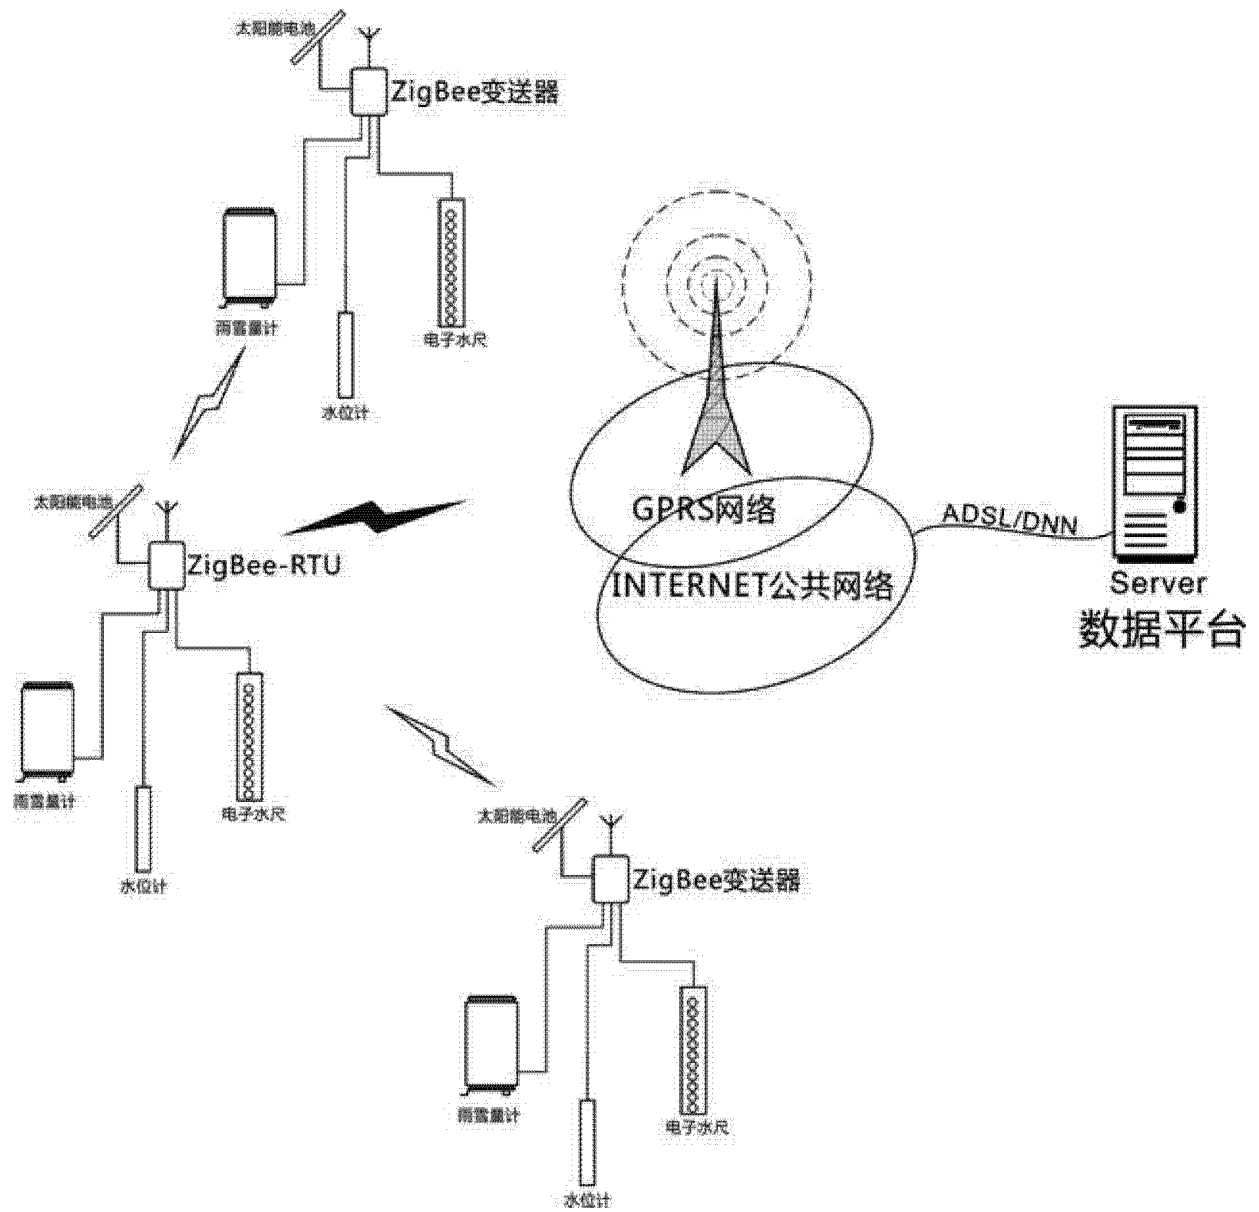 太阳能电池
ZigBee变送器
雨雪量计
电子水尺
水位计
太阳能电池
ZigBee-RTU
GPRS网络
INTERNET公共网络
ADSL/DNN
Server
数据平台
雨雪量计
电子水尺
水位计
太阳能电池
ZigBee变送器
雨雪量计
电子水尺
水位计